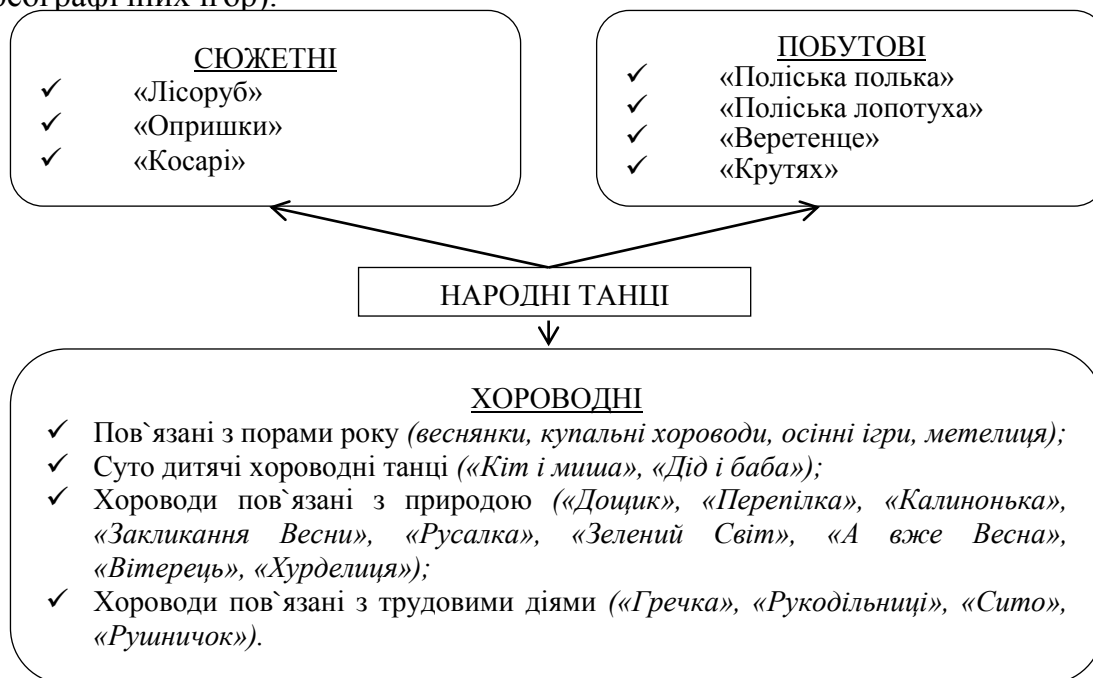 ігор).
СЮЖЕТНІ
✓ «Лісоруб»
✓ «Опришки»
✓ «Косарі»
ПОБУТОВІ
✓ «Поліська полька»
✓ «Поліська лопотуха»
✓ «Веретенце»
✓ «Крутях»
НАРОДНІ ТАНЦІ
ХОРОВОДНІ
✓ Пов`язані з порами року (веснянки, купальні хороводи, осінні ігри, метелиця);
✓ Суто дитячі хороводні танці («Кіт і миша», «Дід і баба»);
✓ Хороводи пов`язані з природою («Дощик», «Перепілка», «Калинонька»,
«Закликання Весни», «Русалка», «Зелений Світ», «А вже Весна»,
«Вітерець», «Хурделиця»);
✓ Хороводи пов`язані з трудовими діями («Гречка», «Рукодільниці», «Сито»,
«Рушничок»).